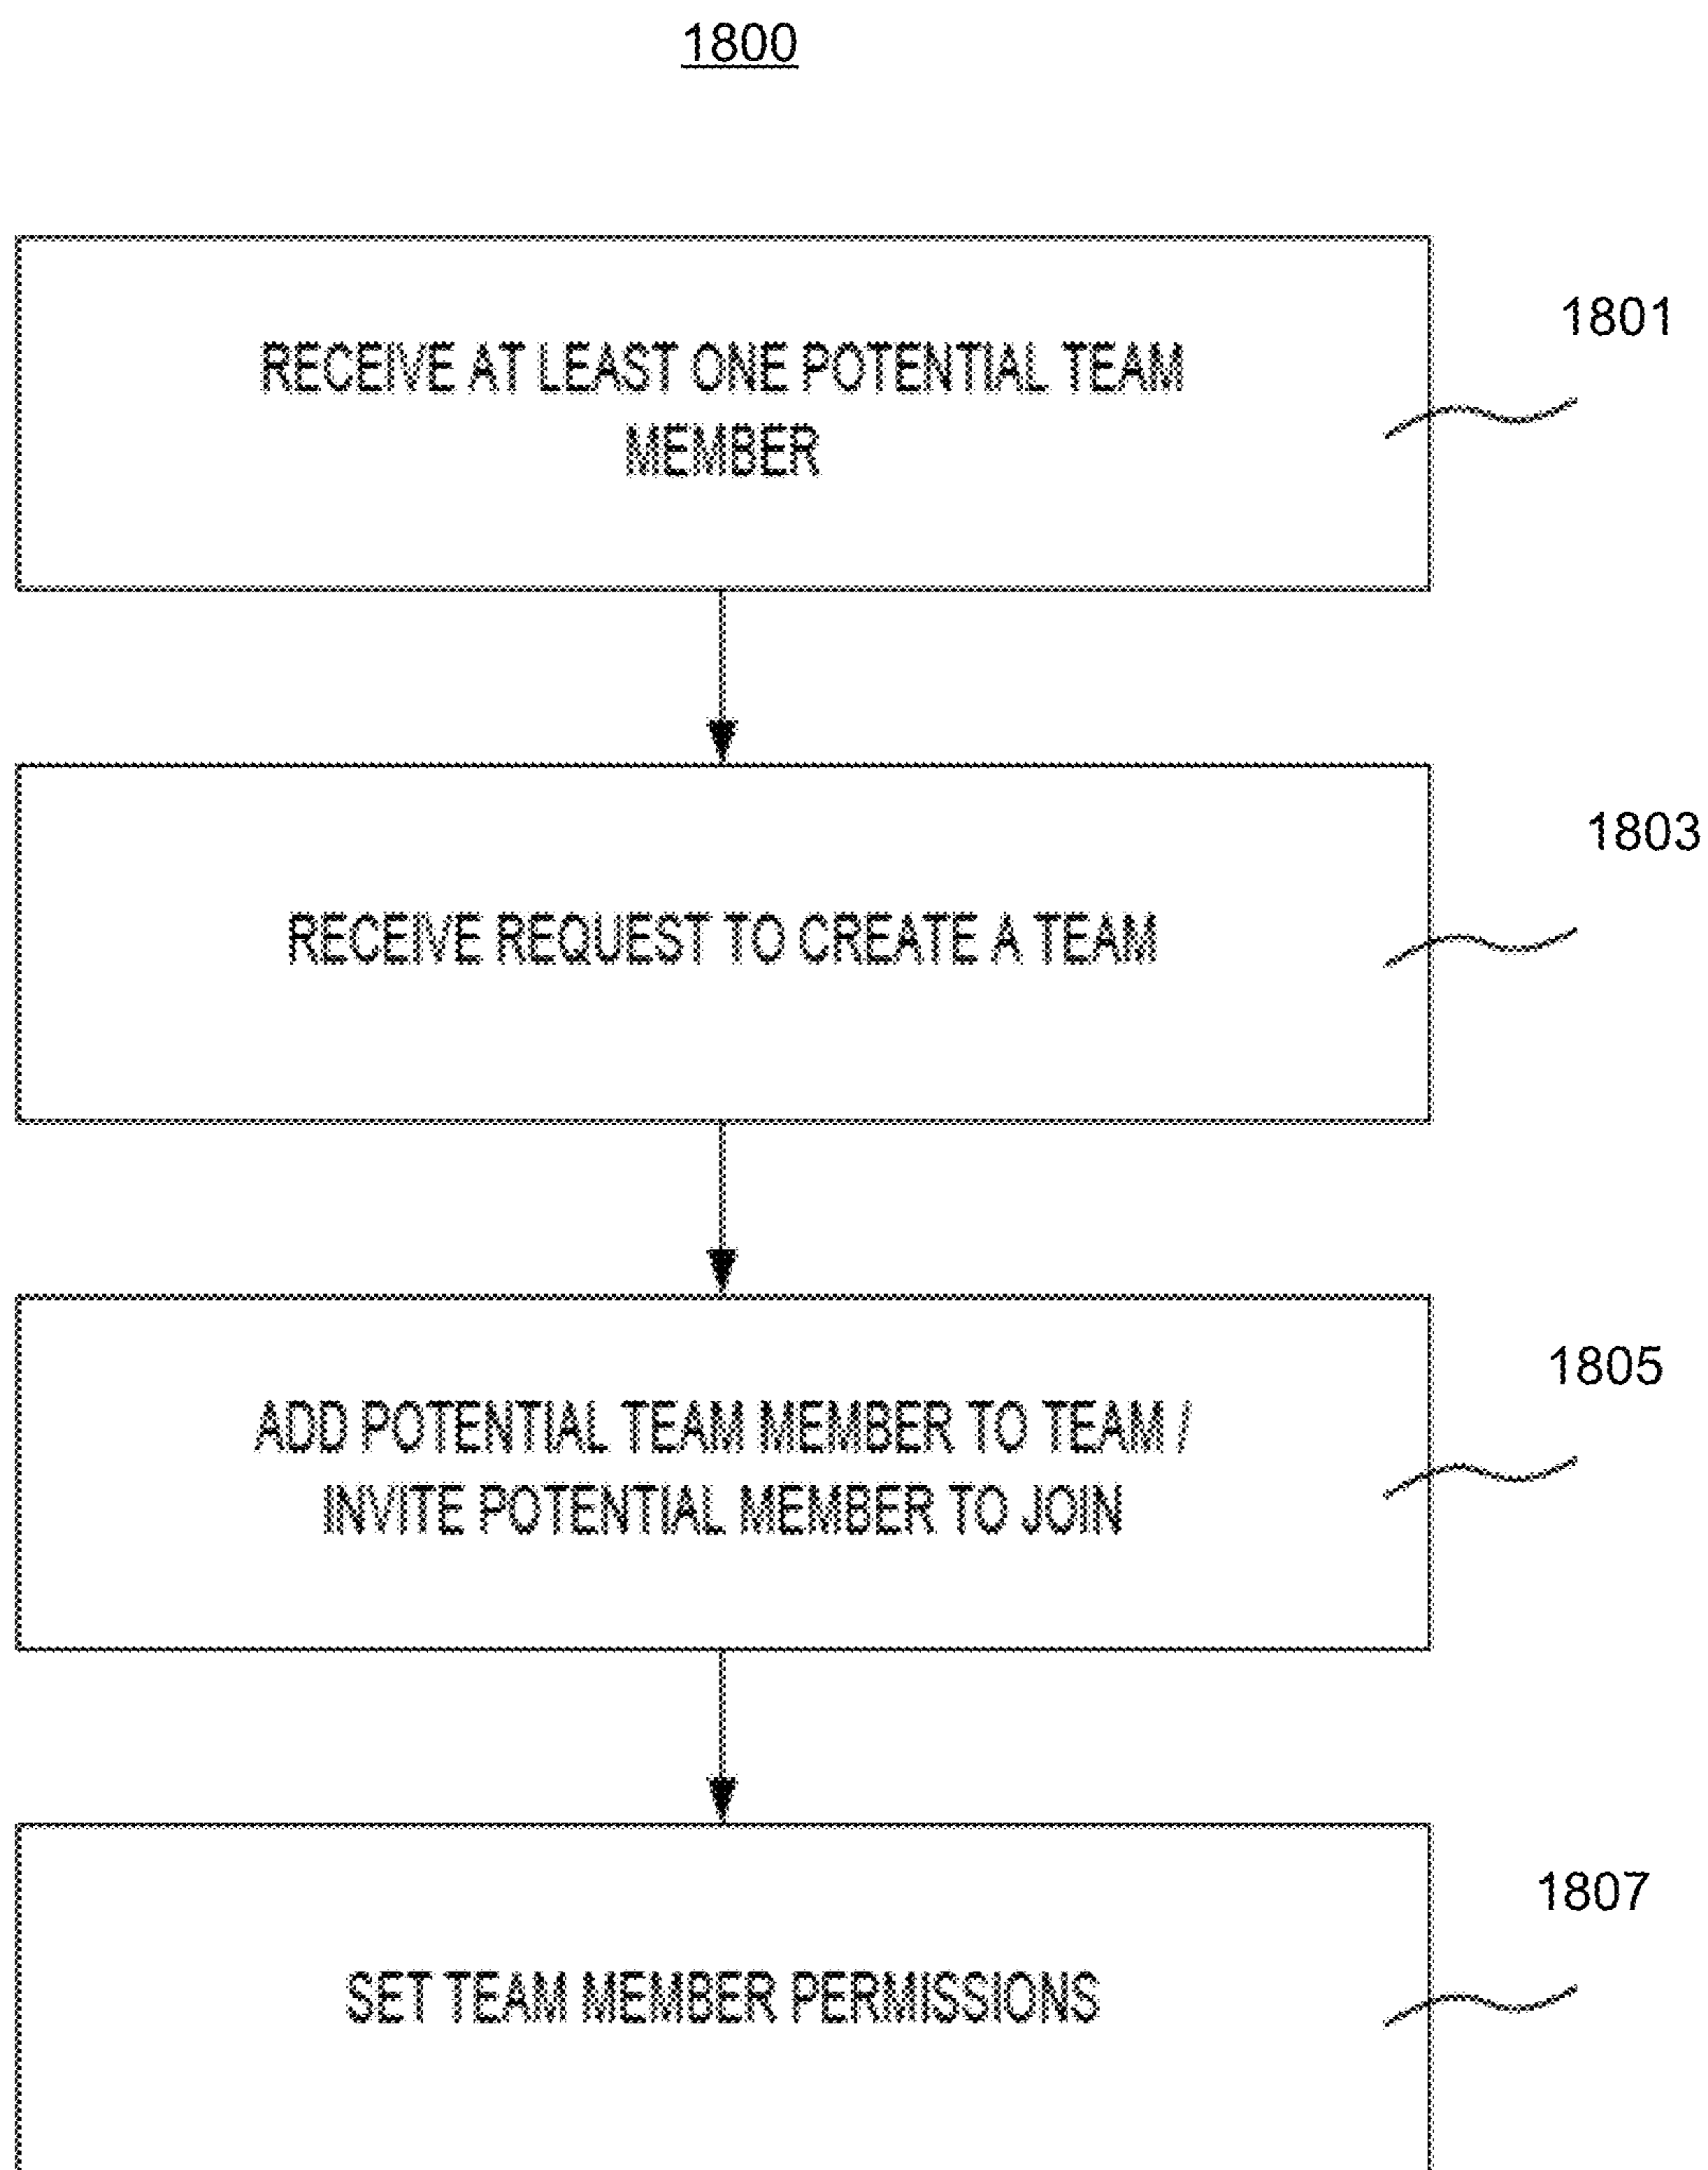 1800
RECEIVE AT LEAST ONE POTENTIAL TEAM
MEMBER
1801
RECEIVE REQUEST TO CREATE A TEAM
1803
ADD POTENTIAL TEAM MEMBER TO TEAM /
INVITE POTENTIAL MEMBER TO JOIN
1805
SET TEAM MEMBER PERMISSIONS
1807